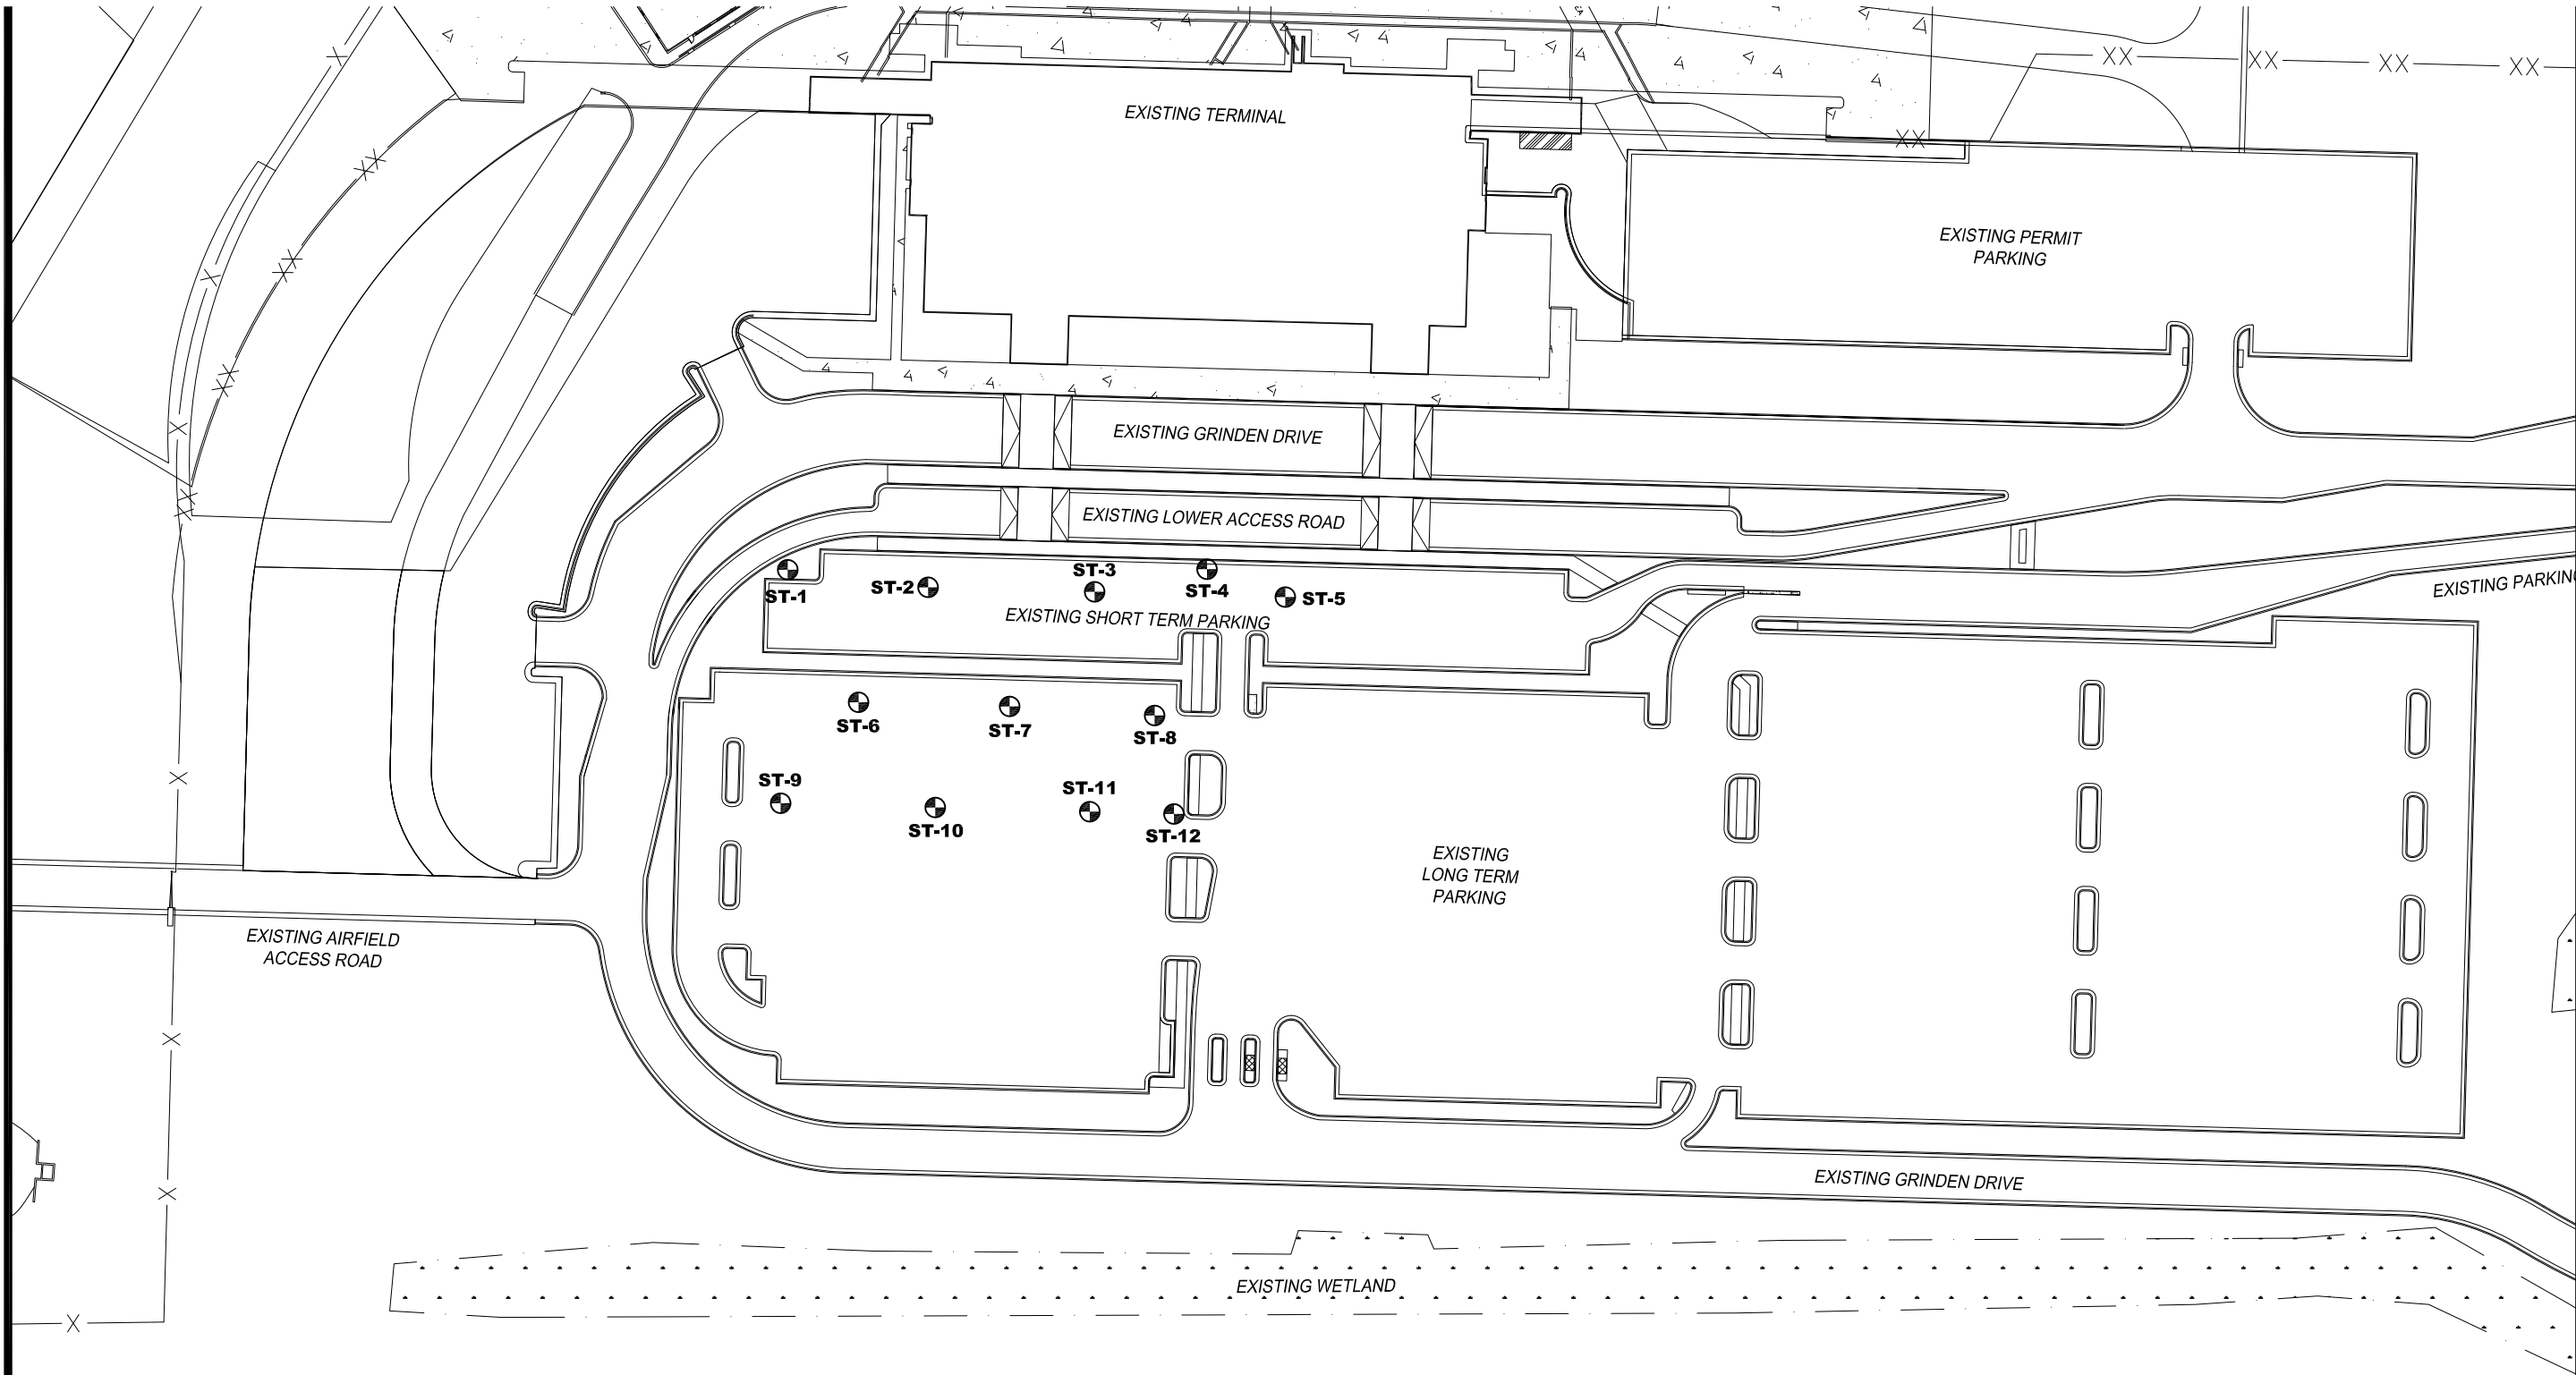 EXISTING TERMINAL
EXISTING PERMIT
PARKING
EXISTING GRINDEN DRIVE
EXISTING LOWER ACCESS ROAD
ST-1
ST-2
ST-3
ST-4
ST-5
EXISTING PARKING
EXISTING SHORT TERM PARKING
ST-6
ST-7
ST-8
ST-9
ST-10
ST-11
ST-12
EXISTING
LONG TERM
PARKING
EXISTING AIRFIELD
ACCESS ROAD
EXISTING GRINDEN DRIVE
EXISTING WETLAND